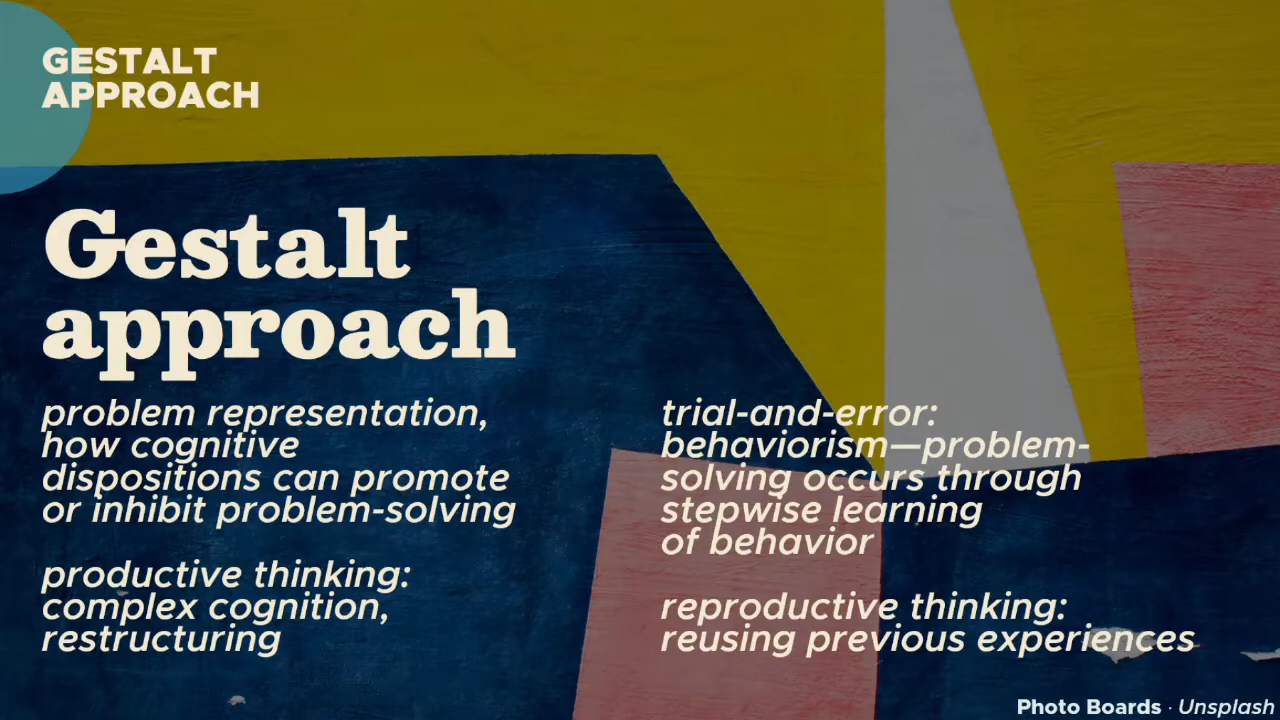 GESTALT
APPROACH
Gestalt
approach
problem representation,
how cognitive
dispositions can promote
or inhibit problem-solving
productive thinking:
complex cognition,
restructuring
trial-and-error:
behaviorism—problem-
solving occurs through
stepwise learning
of behavior
reproductive thinking:
reusing previous experiences
Photo Boards · Unsplash